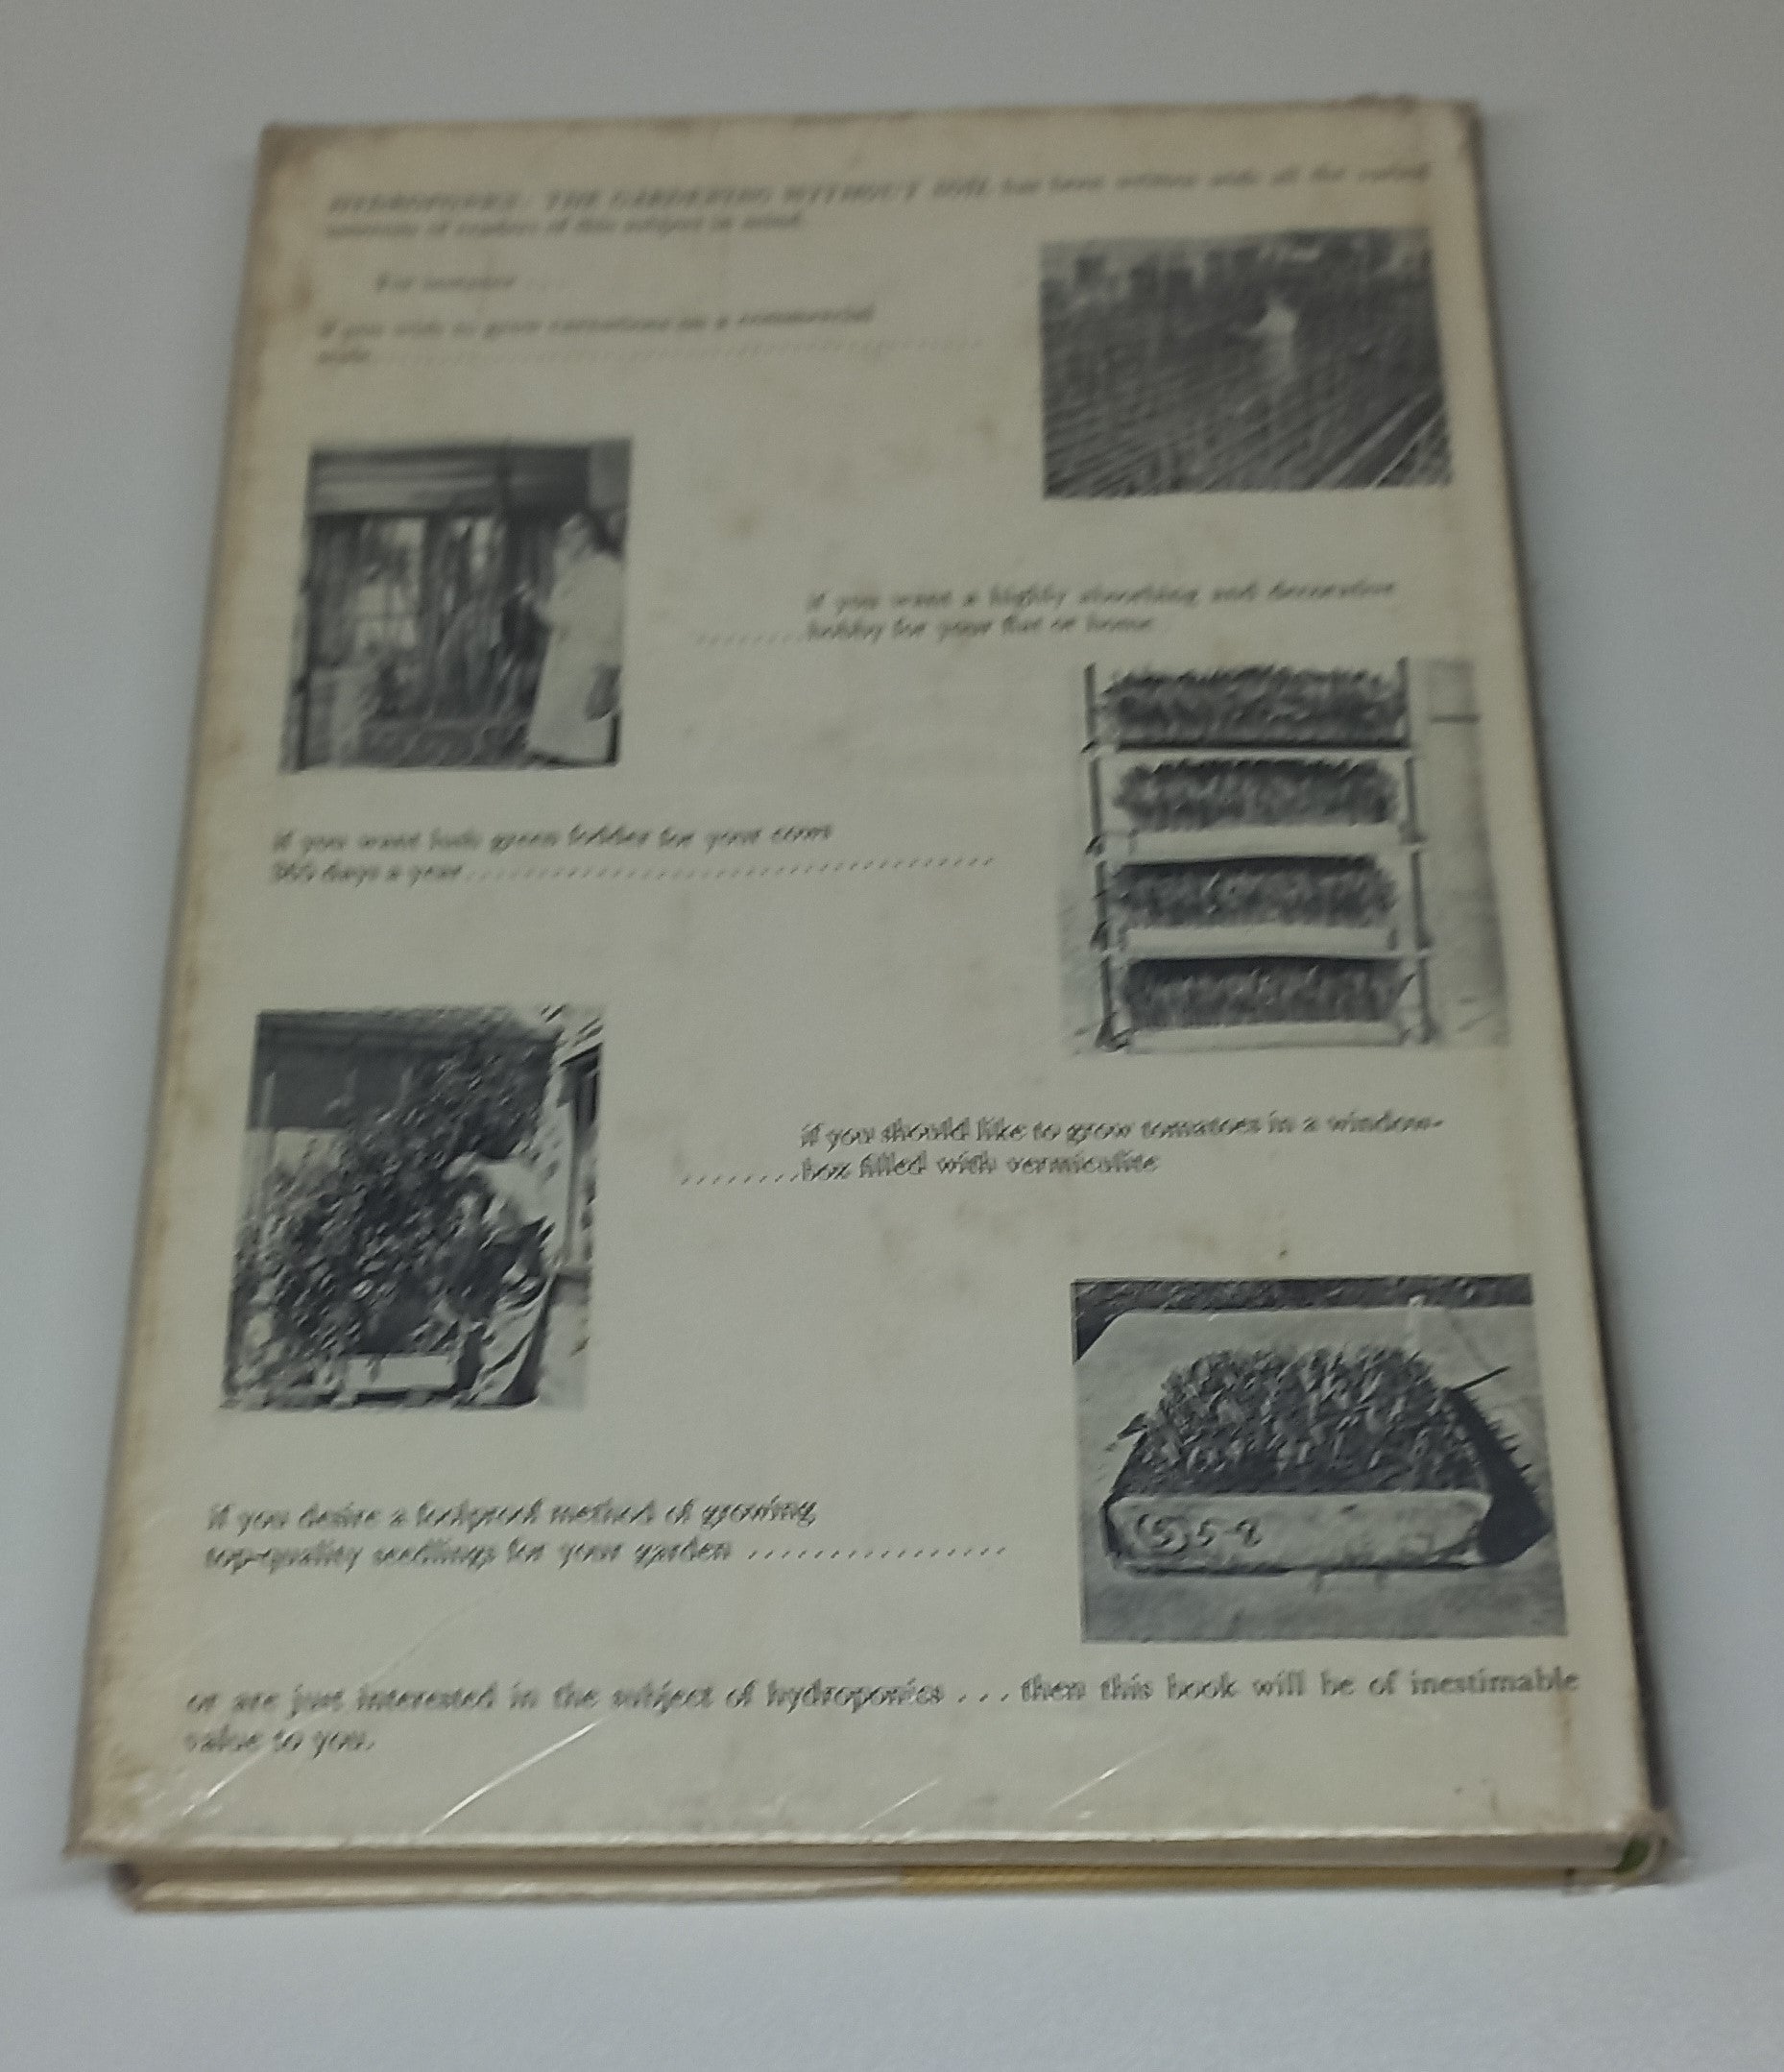 HYDROPONICS: THE GARDENING WITHOUT SOIL has been written with all the varied
interests of readers of this subject in mind.
For instance ...
if you wish to grow carnations on a commercial
scale....................................
if you want a highly absorbing and decorative
........hobby for your flat or home
if you want lush green fodder for your cows
365 days a year....................................
if you should like to grow tomatoes in a window-
........box filled with vermiculite
(5) 5-8
if you desire a foolproof method of growing
top-quality seedlings for your garden ................
or are just interested in the subject of hydroponics ... then this book will be of inestimable
value to you.